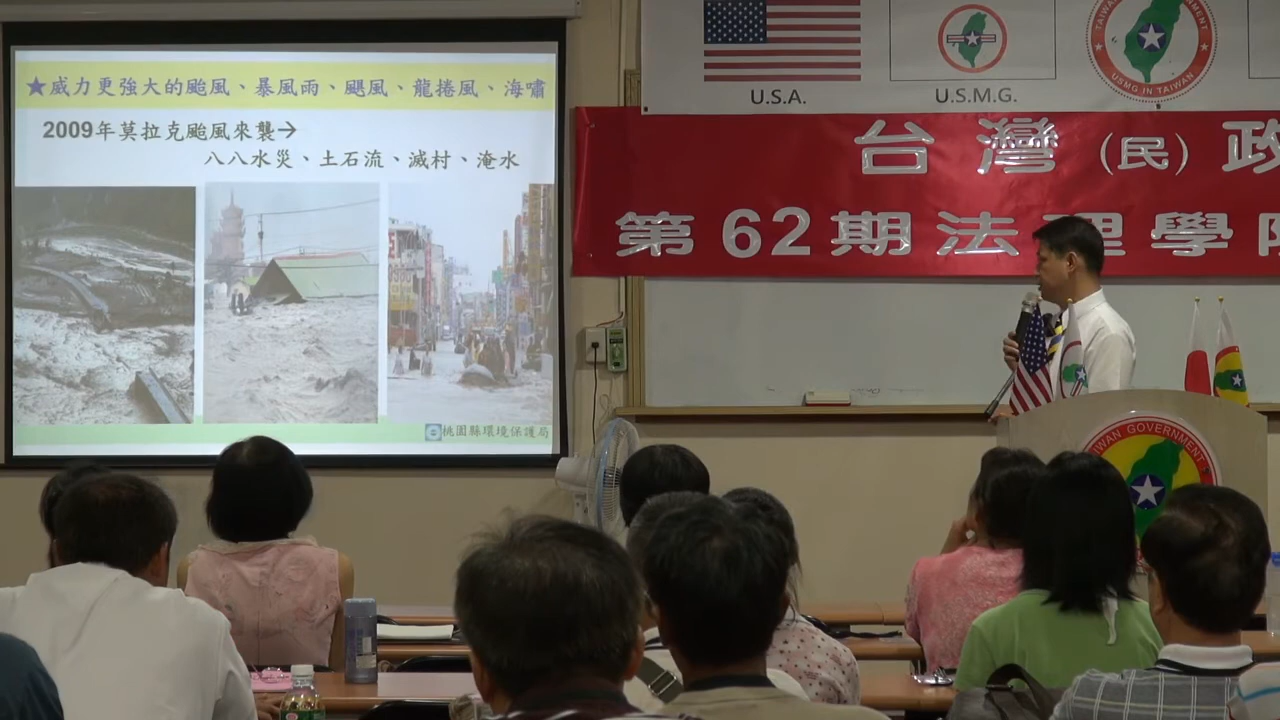 ★威力更強大的颱風、暴風雨、颶風、龍捲風、海嘯
2009年莫拉克颱風來襲→
八八水災、土石流、滅村、淹水
桃園縣環境保護局
U.S.A.
U.S.M.G.
TAIWAN GOVERNMENT
USMG IN TAIWAN
台灣(民)政
第62期法理學院
TAIWAN GOVERNMENT